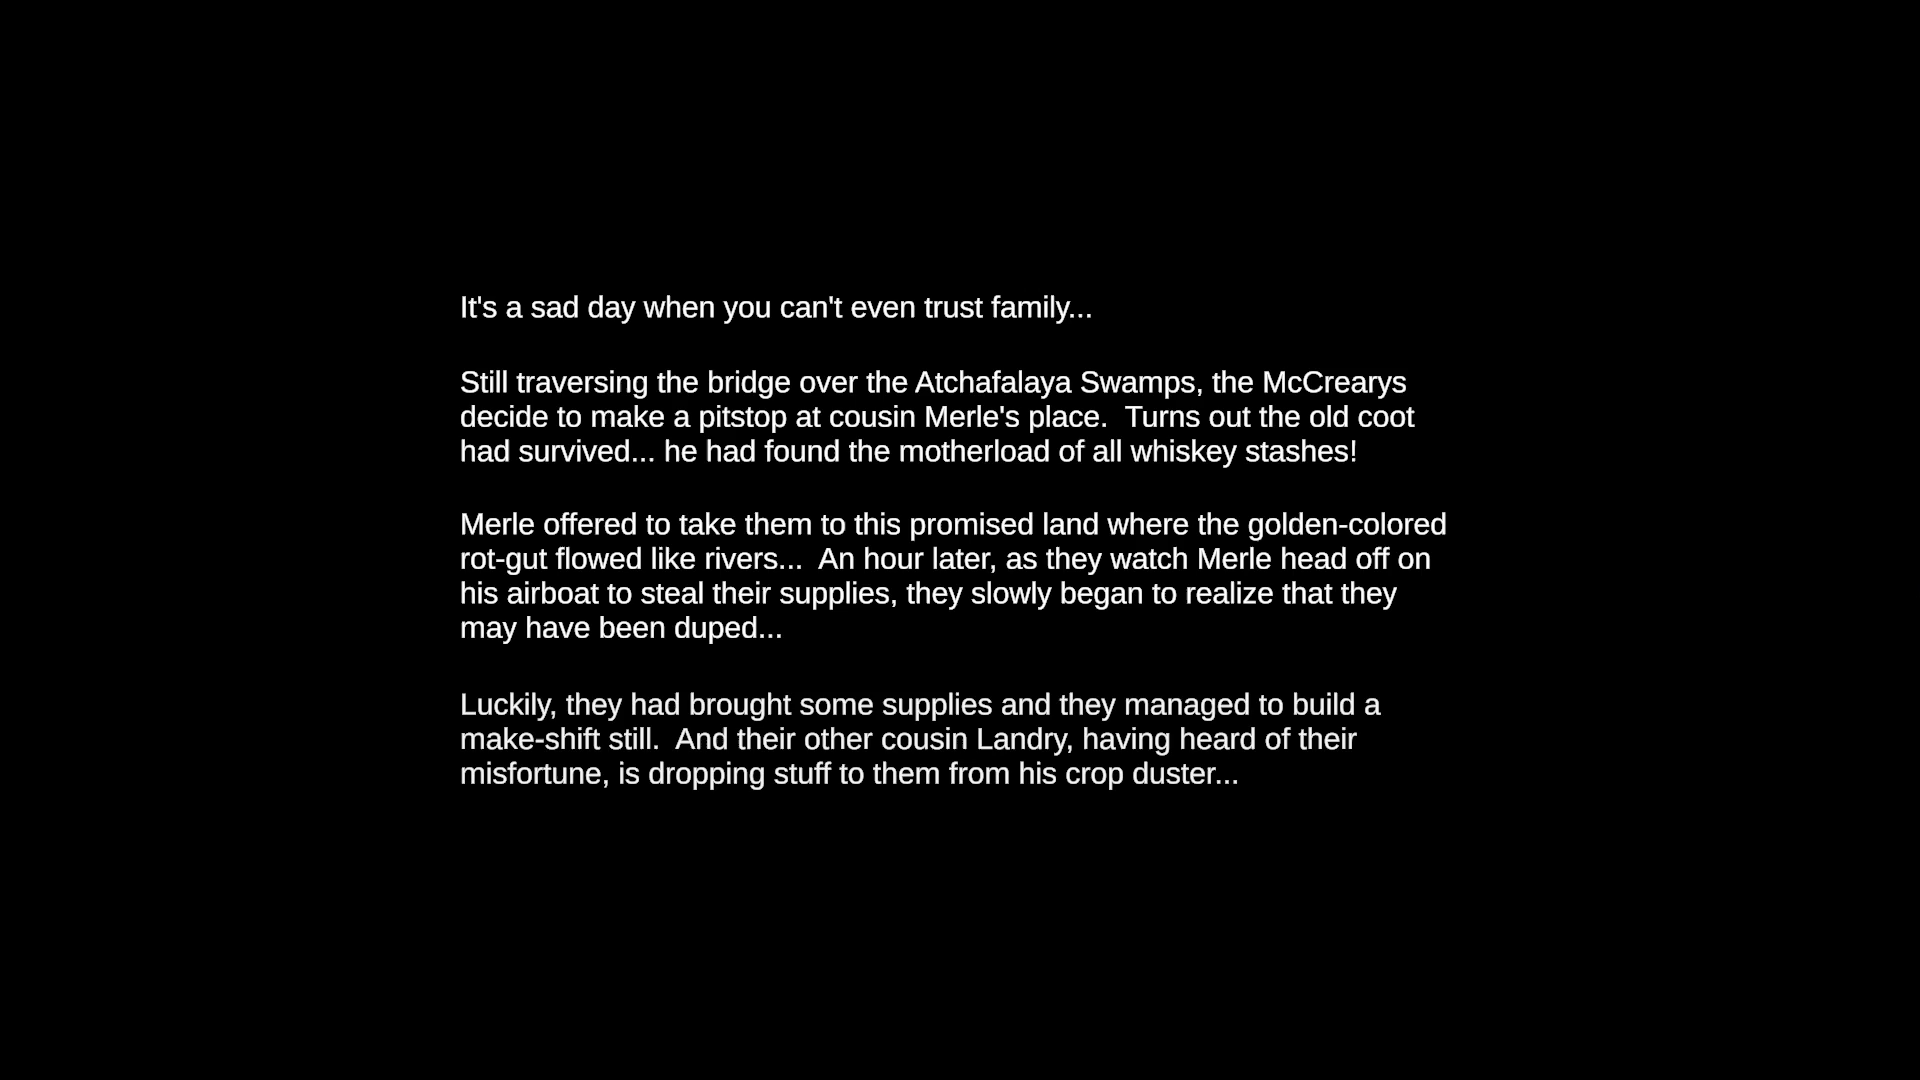 It's a sad day when you can't even trust family...
Still traversing the bridge over the Atchafalaya Swamps, the McCrearys
decide to make a pitstop at cousin Merle's place.  Turns out the old coot
had survived... he had found the motherload of all whiskey stashes!
Merle offered to take them to this promised land where the golden-colored
rot-gut flowed like rivers...  An hour later, as they watch Merle head off on
his airboat to steal their supplies, they slowly began to realize that they
may have been duped...
Luckily, they had brought some supplies and they managed to build a
make-shift still.  And their other cousin Landry, having heard of their
misfortune, is dropping stuff to them from his crop duster...